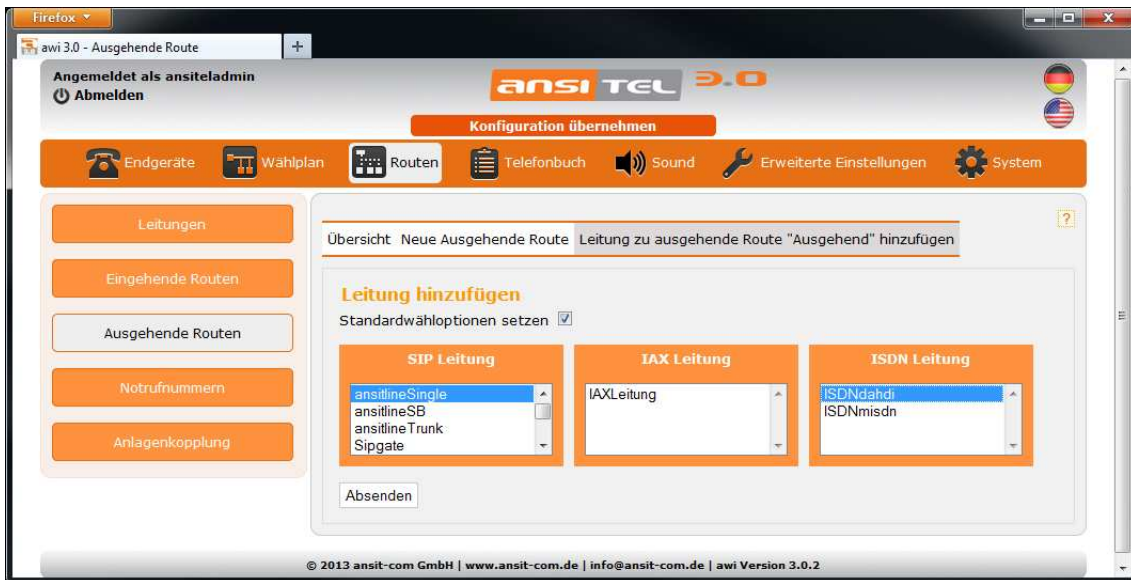 Firefox
awi 3.0 - Ausgehende Route
Angemeldet als ansiteladmin
Abmelden
ansi TEL 3.0
Konfiguration übernehmen
Endgeräte Wählplan Routen Telefonbuch Sound Erweiterte Einstellungen System
Leitungen
Eingehende Routen
Ausgehende Routen
Notrufnummern
Anlagenkopplung
?
Übersicht Neue Ausgehende Route Leitung zu ausgehende Route "Ausgehend" hinzufügen
Leitung hinzufügen
Standardwähloptionen setzen
SIP Leitung
ansitlineSingle
ansitlineSB
ansitlineTrunk
Sipgate
IAX Leitung
IAXLeitung
ISDN Leitung
ISDNdahdi
ISDNmisdn
Absenden
© 2013 ansit-com GmbH | www.ansit-com.de | info@ansit-com.de | awi Version 3.0.2